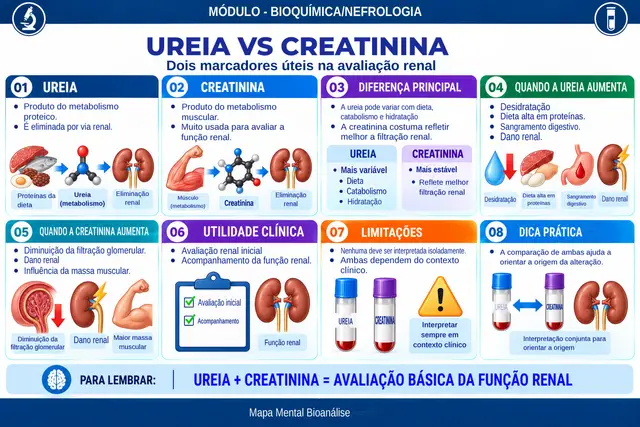 MÓDULO - BIOQUÍMICA/NEFROLOGIA
UREIA VS CREATININA
Dois marcadores úteis na avaliação renal
01 UREIA
Produto do metabolismo
proteico.
É eliminada por via renal.
Proteínas da
dieta
Ureia
(metabolismo)
Eliminação
renal
02 CREATININA
Produto do metabolismo
muscular.
Muito usada para avaliar a
função renal.
Músculo
(metabolismo)
Creatinina
Eliminação
renal
03 DIFERENÇA PRINCIPAL
A ureia pode variar com dieta,
catabolismo e hidratação
A creatinina costuma refletir
melhor a filtração renal.
UREIA
Mais variável
Dieta
Catabolismo
Hidratação
CREATININA
Mais estável
Reflete melhor
filtração renal
04 QUANDO A UREIA AUMENTA
Desidratação
Dieta alta em proteínas.
Sangramento digestivo.
Dano renal.
Desidratação
Dieta alta em
proteínas
Sangramento
digestivo
Dano renal
05 QUANDO A CREATININA AUMENTA
Diminuição da filtração glomerular.
Dano renal
Influência da massa muscular.
Diminuição da
filtração glomerular
Dano renal
Maior massa
muscular
06 UTILIDADE CLÍNICA
Avaliação renal inicial
Acompanhamento da função renal.
Avaliação inicial
Acompanhamento
Função renal
07 LIMITAÇÕES
Nenhuma deve ser interpretada isoladamente.
Ambas dependem do contexto
clínico.
UREIA
CREATININA
Interpretar
sempre em
contexto clínico
08 DICA PRÁTICA
A comparação de ambas ajuda a
orientar a origem da alteração.
UREIA
CREATININA
Interpretação conjunta para
orientar a origem
PARA LEMBRAR:
UREIA + CREATININA = AVALIAÇÃO BÁSICA DA FUNÇÃO RENAL
Mapa Mental Bioanálise